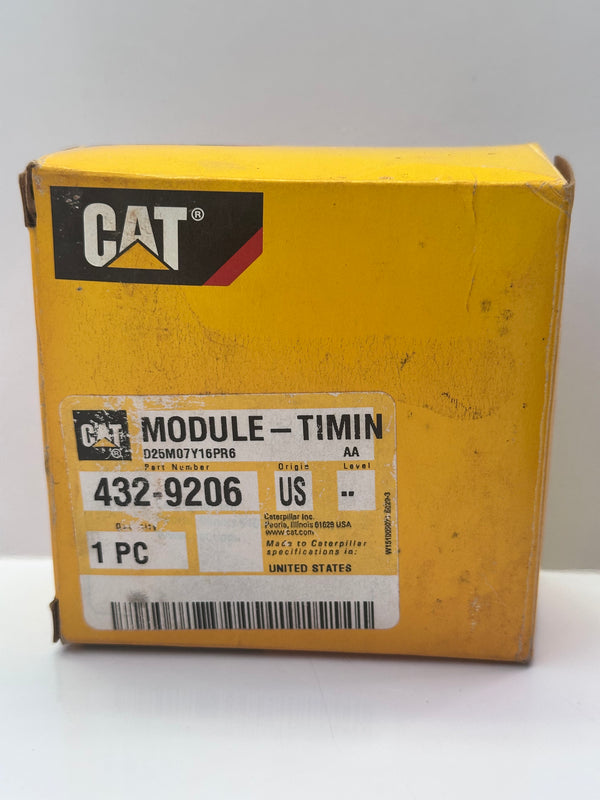 CAT®
CAT®
MODULE-TIMIN
D25M07Y16PR6 AA
Part Number Origin Level
432-9206 US --
Quantity
1 PC
Caterpillar Inc.
Peoria, Illinois 61629 USA
www.cat.com
Made to Caterpillar
specifications in:
UNITED STATES